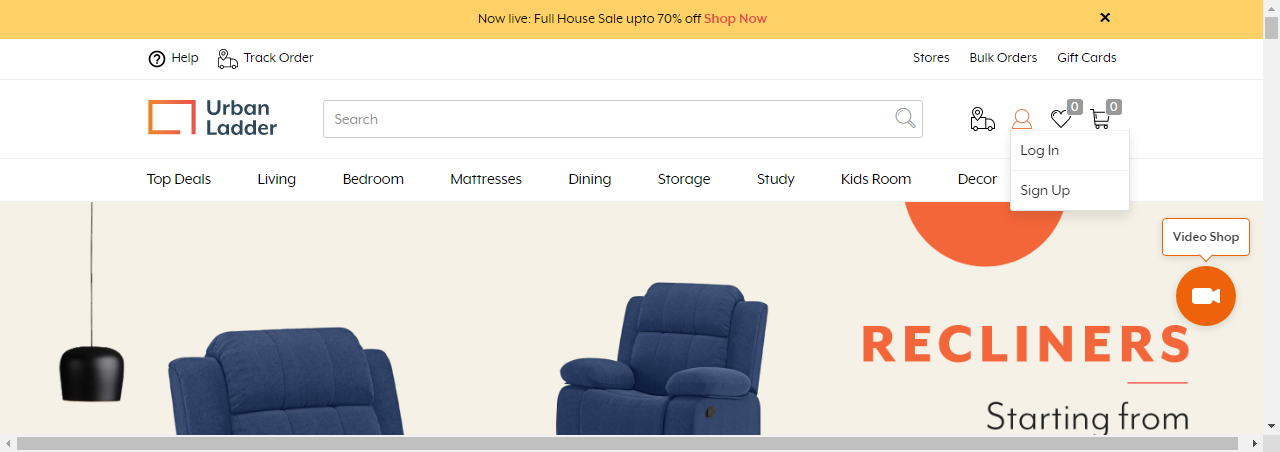 Now live: Full House Sale upto 70% off Shop Now
Help
Track Order
Stores
Bulk Orders
Gift Cards
Urban
Ladder
Search
0
0
Log In
Sign Up
Top Deals
Living
Bedroom
Mattresses
Dining
Storage
Study
Kids Room
Decor
Video Shop
RECLINERS
Starting from